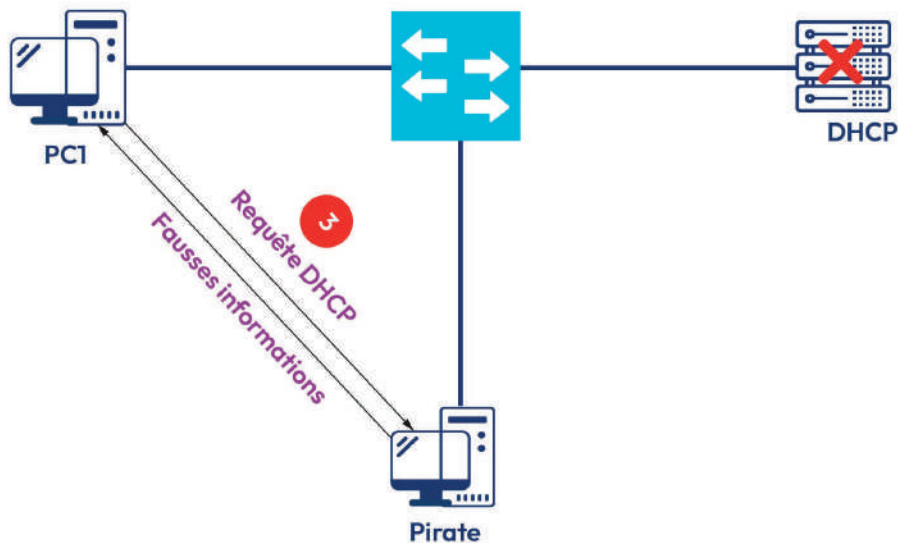 PC1
DHCP
3
Requête DHCP
Fausses informations
Pirate